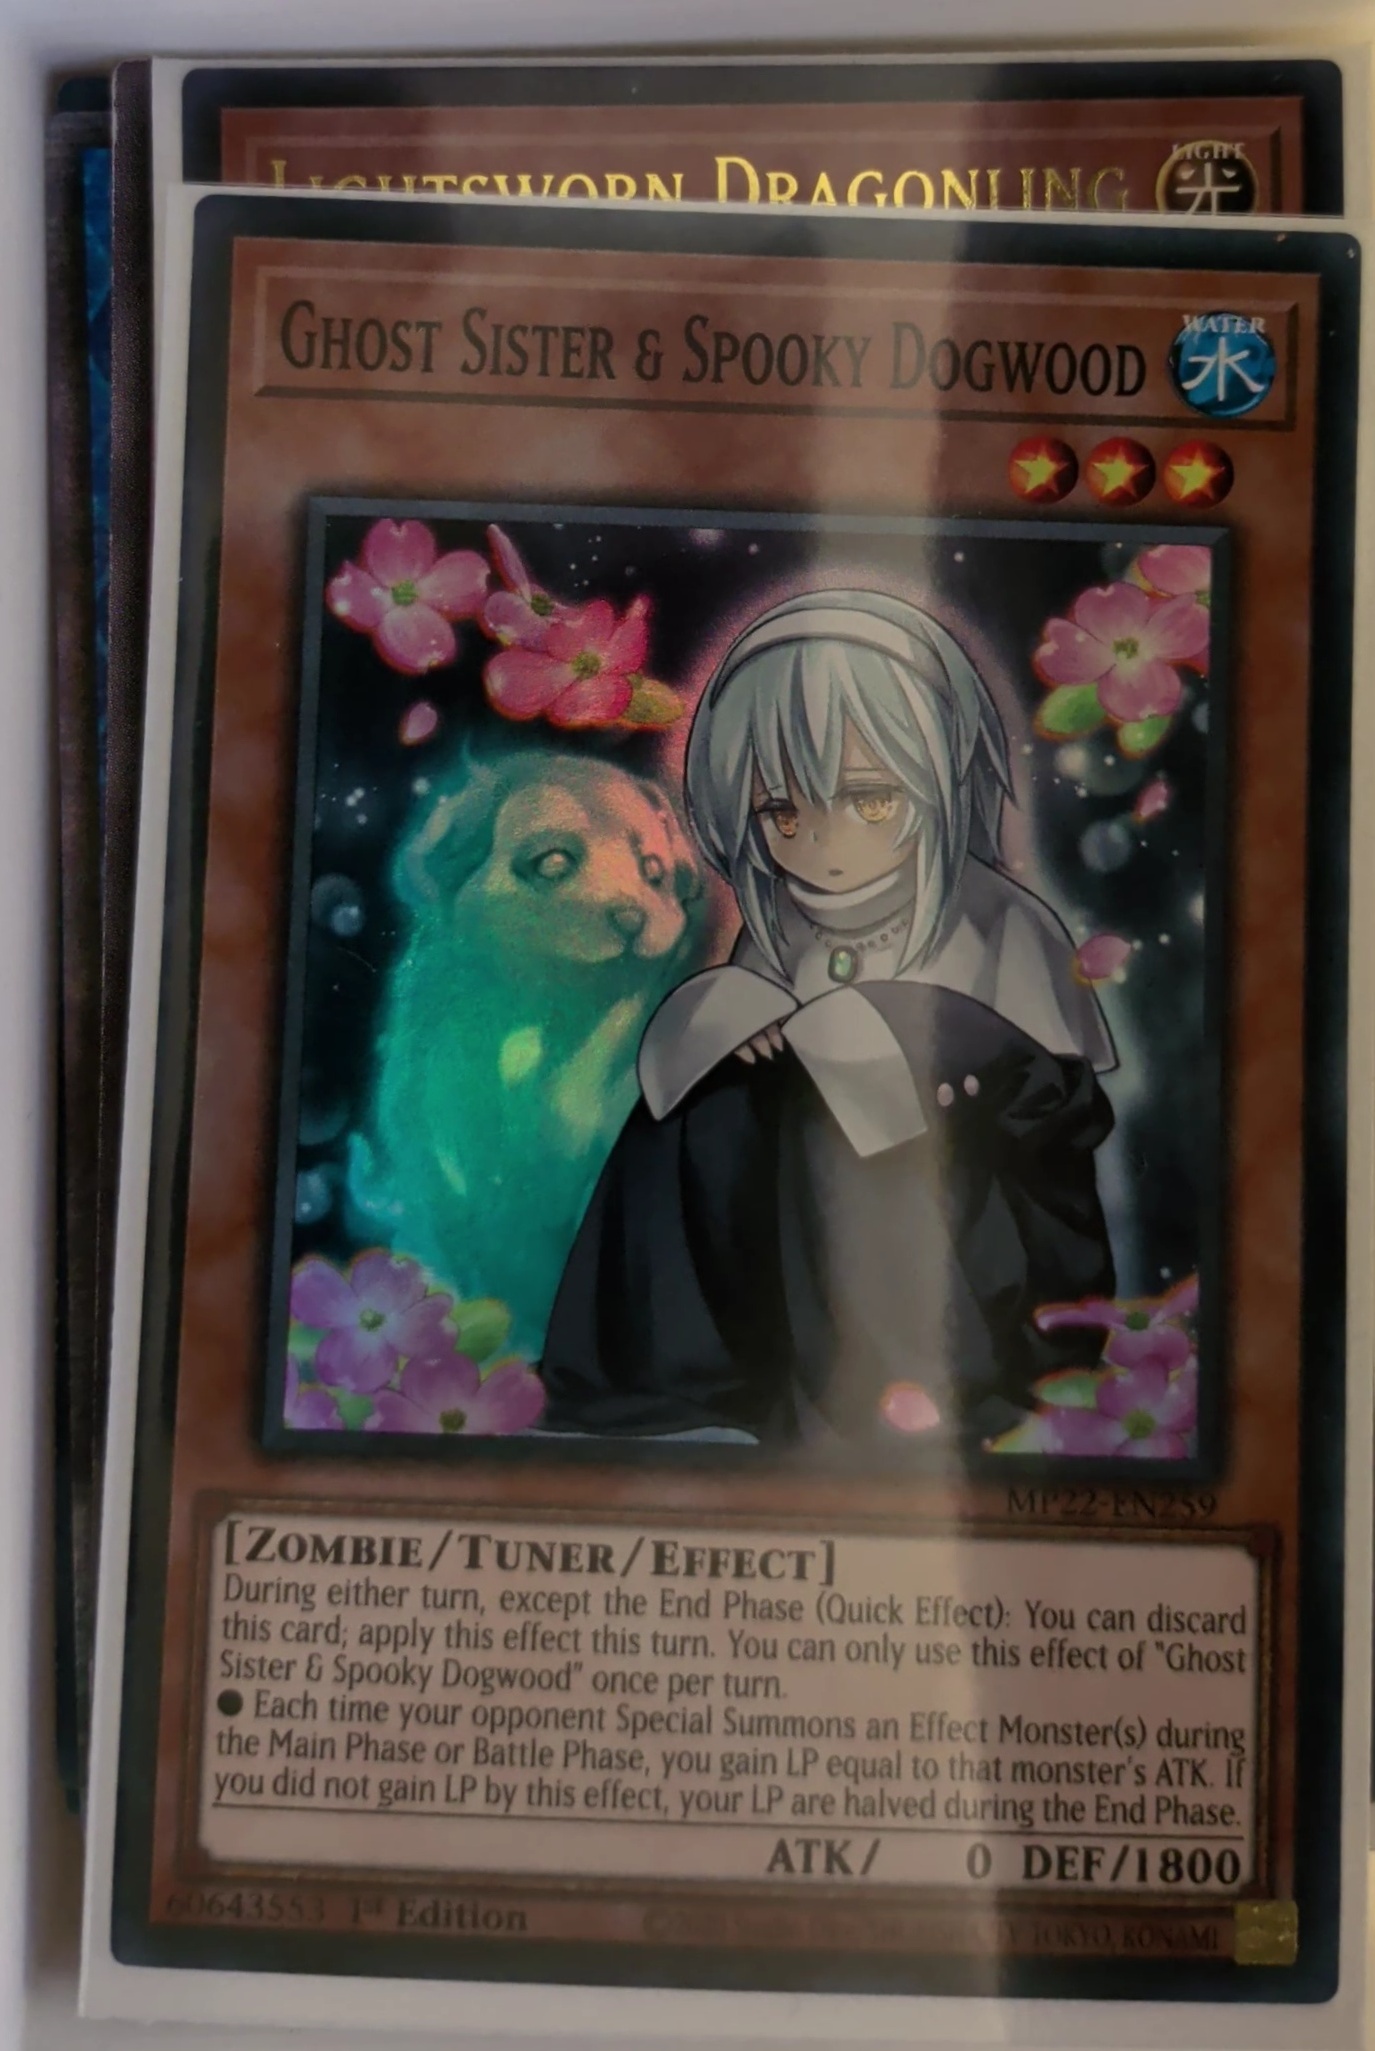 LIGHTSWORN DRAGONLING
LIGHT
光
GHOST SISTER & SPOOKY DOGWOOD
WATER
水
MP22-EN259
[ZOMBIE/TUNER/EFFECT]
During either turn, except the End Phase (Quick Effect): You can discard
this card; apply this effect this turn. You can only use this effect of "Ghost
Sister & Spooky Dogwood" once per turn.
● Each time your opponent Special Summons an Effect Monster(s) during
the Main Phase or Battle Phase, you gain LP equal to that monster's ATK. If
you did not gain LP by this effect, your LP are halved during the End Phase.
ATK/ 0 DEF/1800
60643553 1st Edition
TOKYO, KONAMI